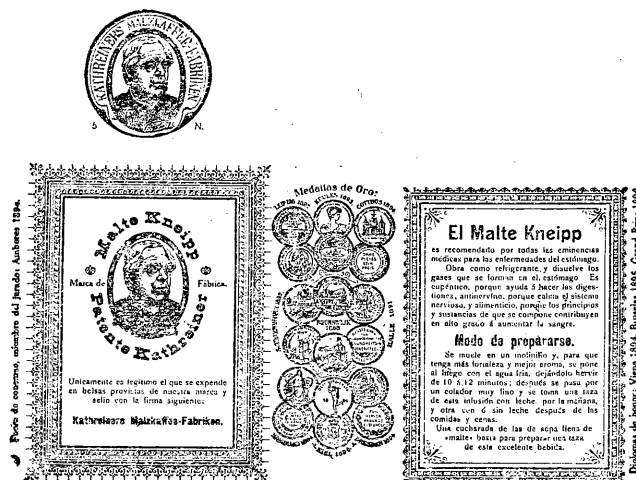 KATHREINERS MALZKAFFEE-FABRIKEN
5 N.
Fuera de concurso, miembro del jurado: Amberes 1894.
Malte Kneipp
Marca de Fábrica.
Patente Kathreiner
Unicamente es legítimo el que se expende
en bolsas provistas de nuestra marca y
sello con la firma siguiente:
Kathreiners Malzkaffee-Fabriken.
Medallas de Oro:
El Malte Kneipp
es recomendado por todas las eminencias
médicas para las enfermedades del estómago.
Obra como refrigerante, y disuelve los
gases que se forman en el estómago Es
eupéptico, porque ayuda á hacer las diges-
tiones, antinervino, porque calma el sistema
nervioso, y alimenticio, porque los principios
y sustancias de que se compone contribuyen
en alto grado á aumentar la sangre.
Modo de prepararse.
Se muele en un molinillo y, para que
tenga más fortaleza y mejor aroma, se pone
al fuego con el agua fria, dejándolo hervir
de 10 á 12 minutos; después se pasa por
un colador muy fino y se toma una taza
de esta infusión con leche, por la mañana,
y otra con ó sin leche después de las
comidas y cenas.
Una cucharada de las de sopa llena de
«malte» basta para preparar una taza
de esta excelente bebida.